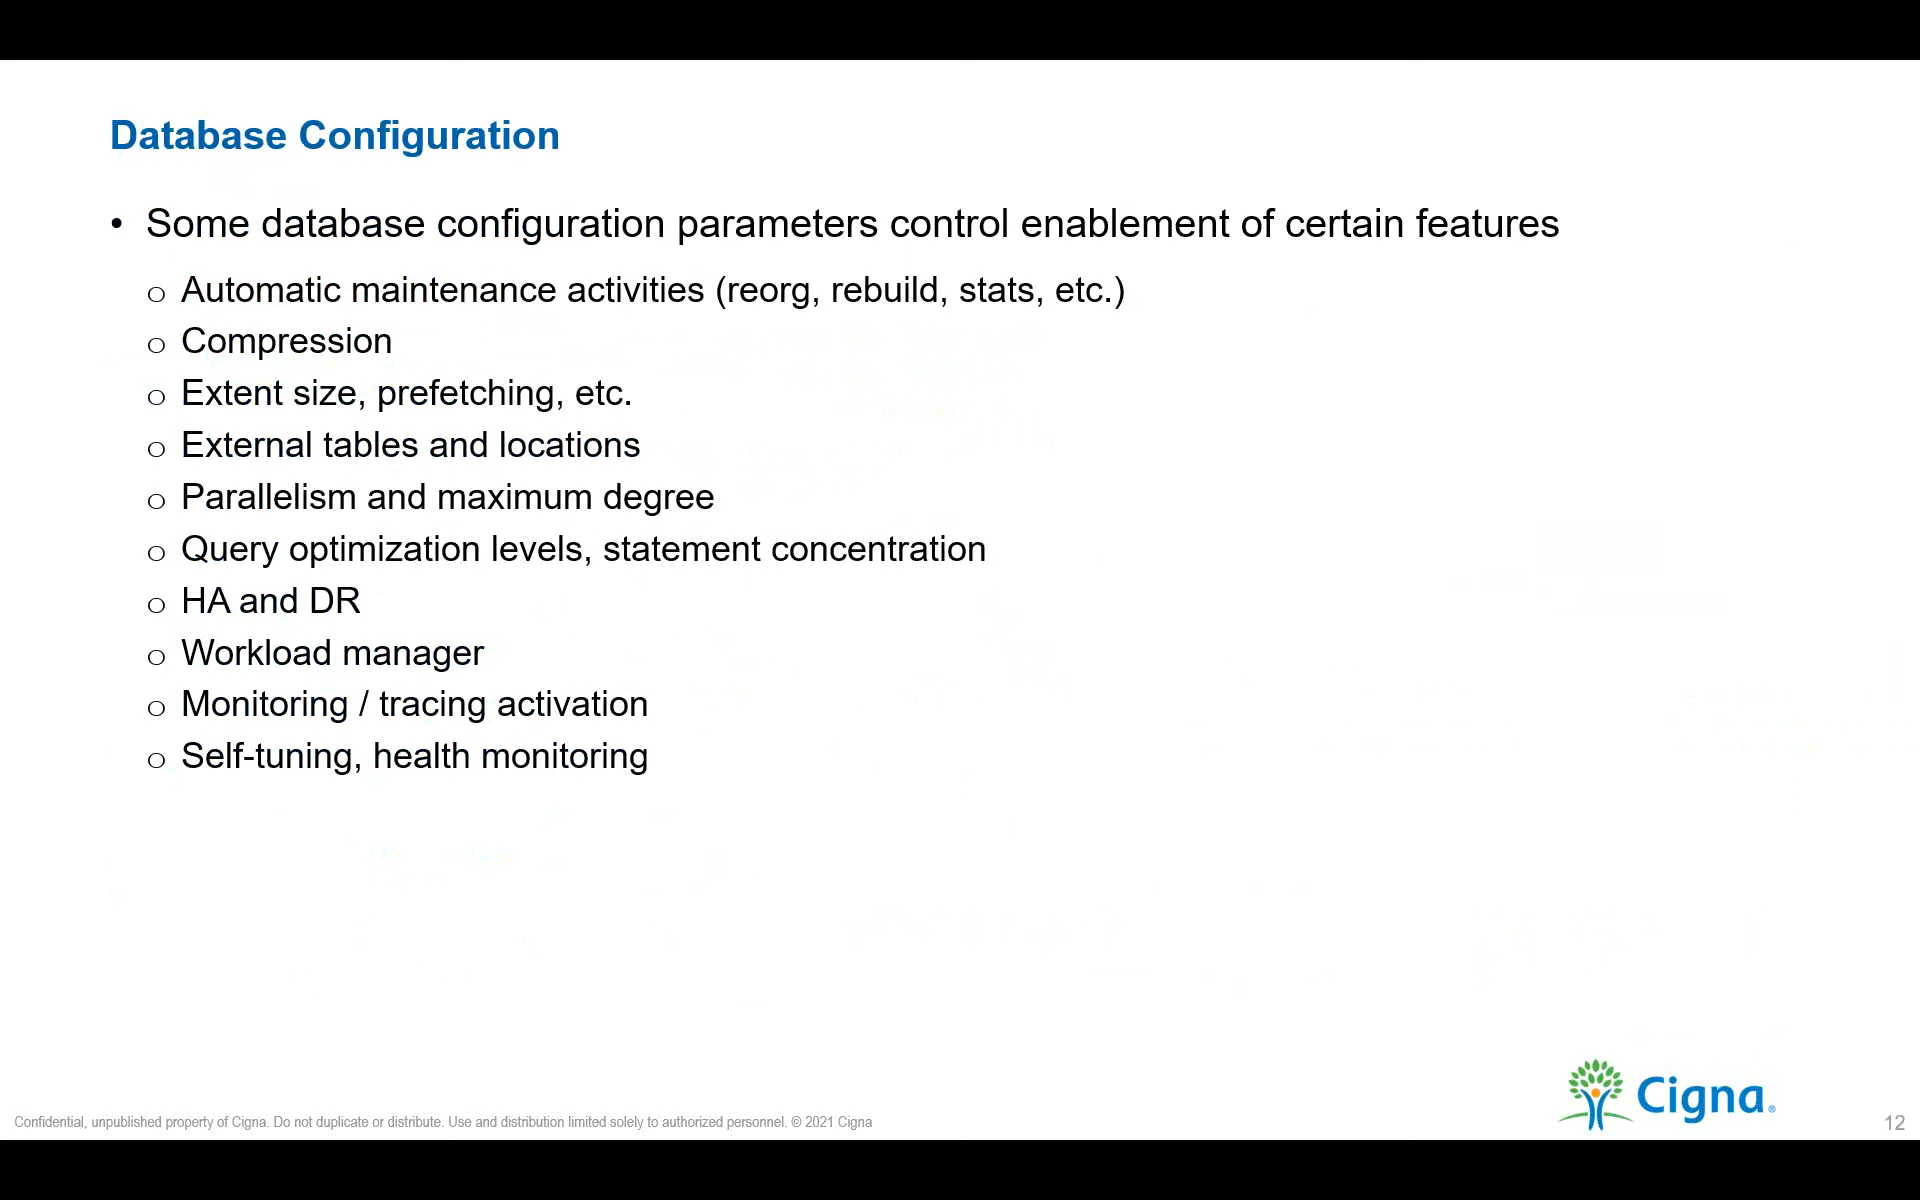 Database Configuration
• Some database configuration parameters control enablement of certain features
o Automatic maintenance activities (reorg, rebuild, stats, etc.)
o Compression
o Extent size, prefetching, etc.
o External tables and locations
o Parallelism and maximum degree
o Query optimization levels, statement concentration
o HA and DR
o Workload manager
o Monitoring / tracing activation
o Self-tuning, health monitoring
Cigna®
Confidential, unpublished property of Cigna. Do not duplicate or distribute. Use and distribution limited solely to authorized personnel. © 2021 Cigna
12